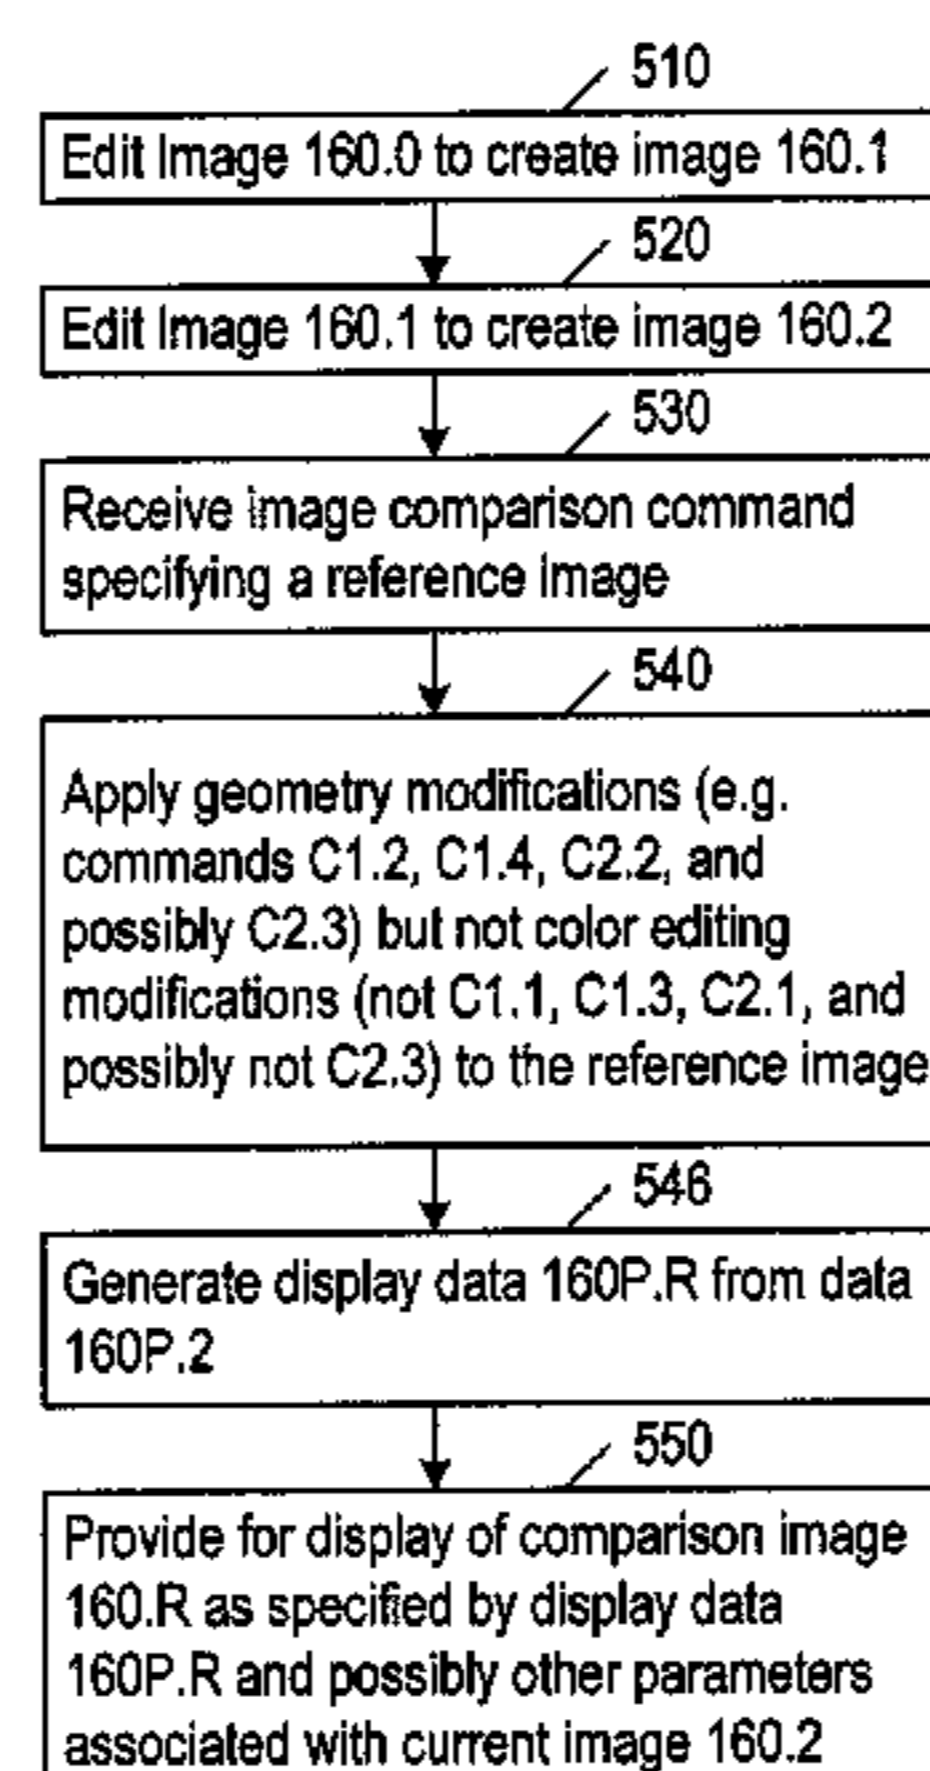 510
Edit Image 160.0 to create image 160.1
520
Edit Image 160.1 to create image 160.2
530
Receive image comparison command
specifying a reference image
540
Apply geometry modifications (e.g.
commands C1.2, C1.4, C2.2, and
possibly C2.3) but not color editing
modifications (not C1.1, C1.3, C2.1, and
possibly not C2.3) to the reference image
546
Generate display data 160P.R from data
160P.2
550
Provide for display of comparison image
160.R as specified by display data
160P.R and possibly other parameters
associated with current image 160.2